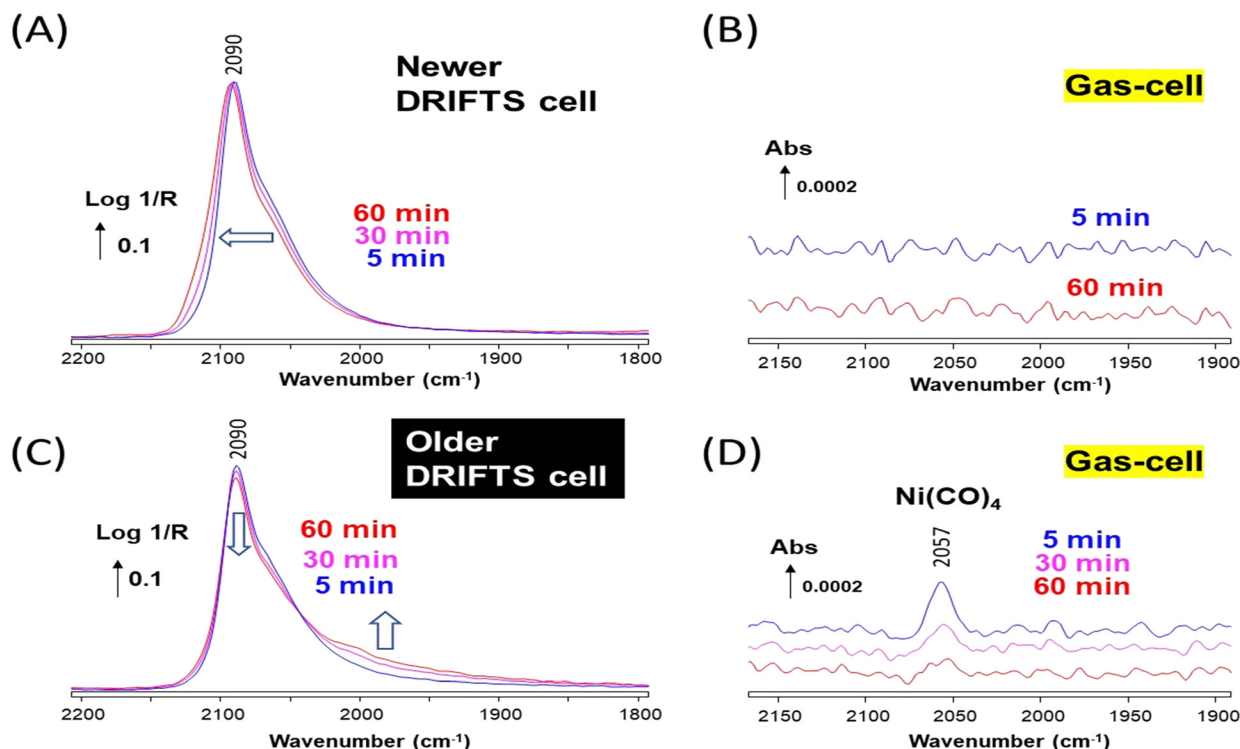 (A)
2090
Newer
DRIFTS cell
Log 1/R
0.1
60 min
30 min
5 min
2200 2100 2000 1900 1800
Wavenumber (cm-1)
(B)
Gas-cell
Abs
0.0002
5 min
60 min
2150 2100 2050 2000 1950 1900
Wavenumber (cm-1)
(C)
2090
Older
DRIFTS cell
Log 1/R
0.1
60 min
30 min
5 min
2200 2100 2000 1900 1800
Wavenumber (cm-1)
(D)
Gas-cell
Ni(CO)4
2057
Abs
0.0002
5 min
30 min
60 min
2150 2100 2050 2000 1950 1900
Wavenumber (cm-1)